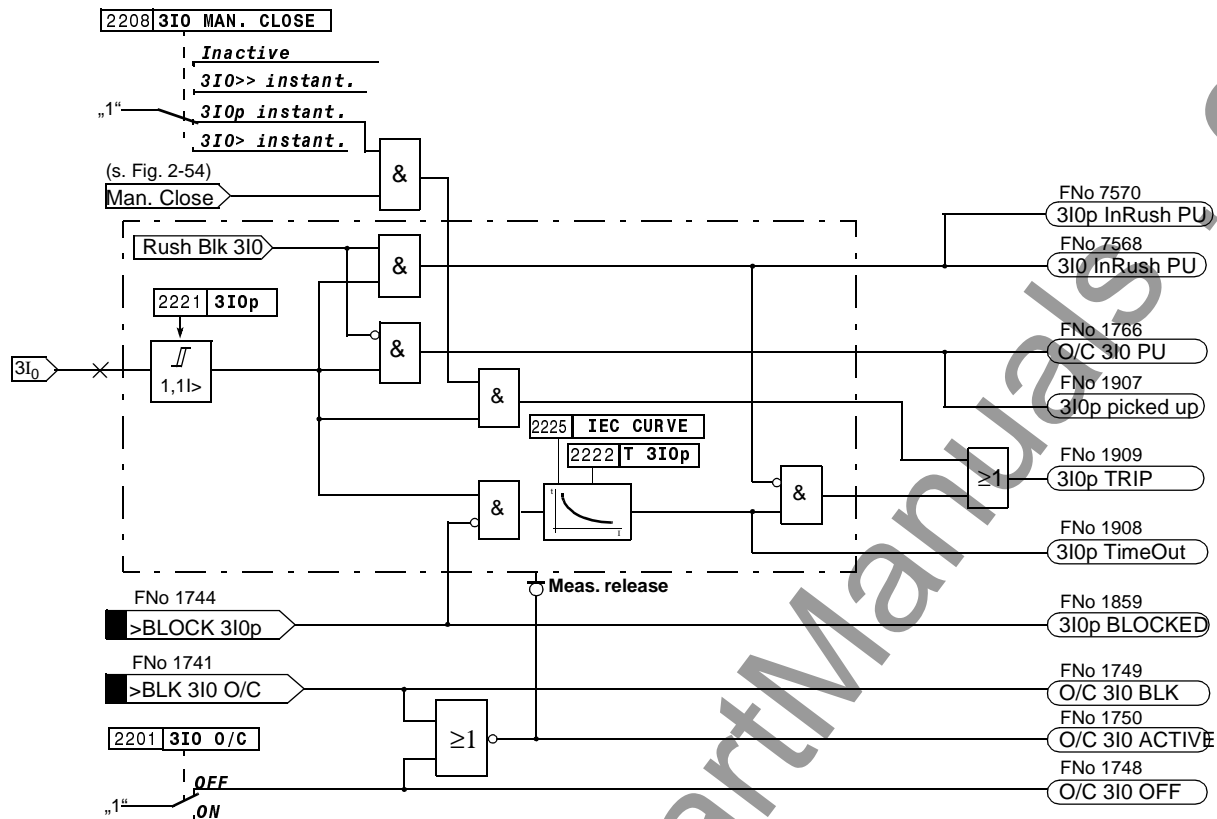 2208 3I0 MAN. CLOSE
Inactive
3I0>> instant.
„1“
3I0p instant.
3I0> instant.
&
(s. Fig. 2-54)
Man. Close
FNo 7570
3I0p InRush PU
Rush Blk 3I0
&
FNo 7568
3I0 InRush PU
2221 3I0p
FNo 1766
O/C 3I0 PU
&
3I0
1,1I>
FNo 1907
3I0p picked up
&
2225 IEC CURVE
2222 T 3I0p
FNo 1909
3I0p TRIP
≥1
&
&
t
I
FNo 1908
3I0p TimeOut
Meas. release
FNo 1744
>BLOCK 3I0p
FNo 1859
3I0p BLOCKED
FNo 1741
>BLK 3I0 O/C
FNo 1749
O/C 3I0 BLK
FNo 1750
O/C 3I0 ACTIVE
≥1
2201 3I0 O/C
FNo 1748
O/C 3I0 OFF
OFF
„1“
ON
artManuals